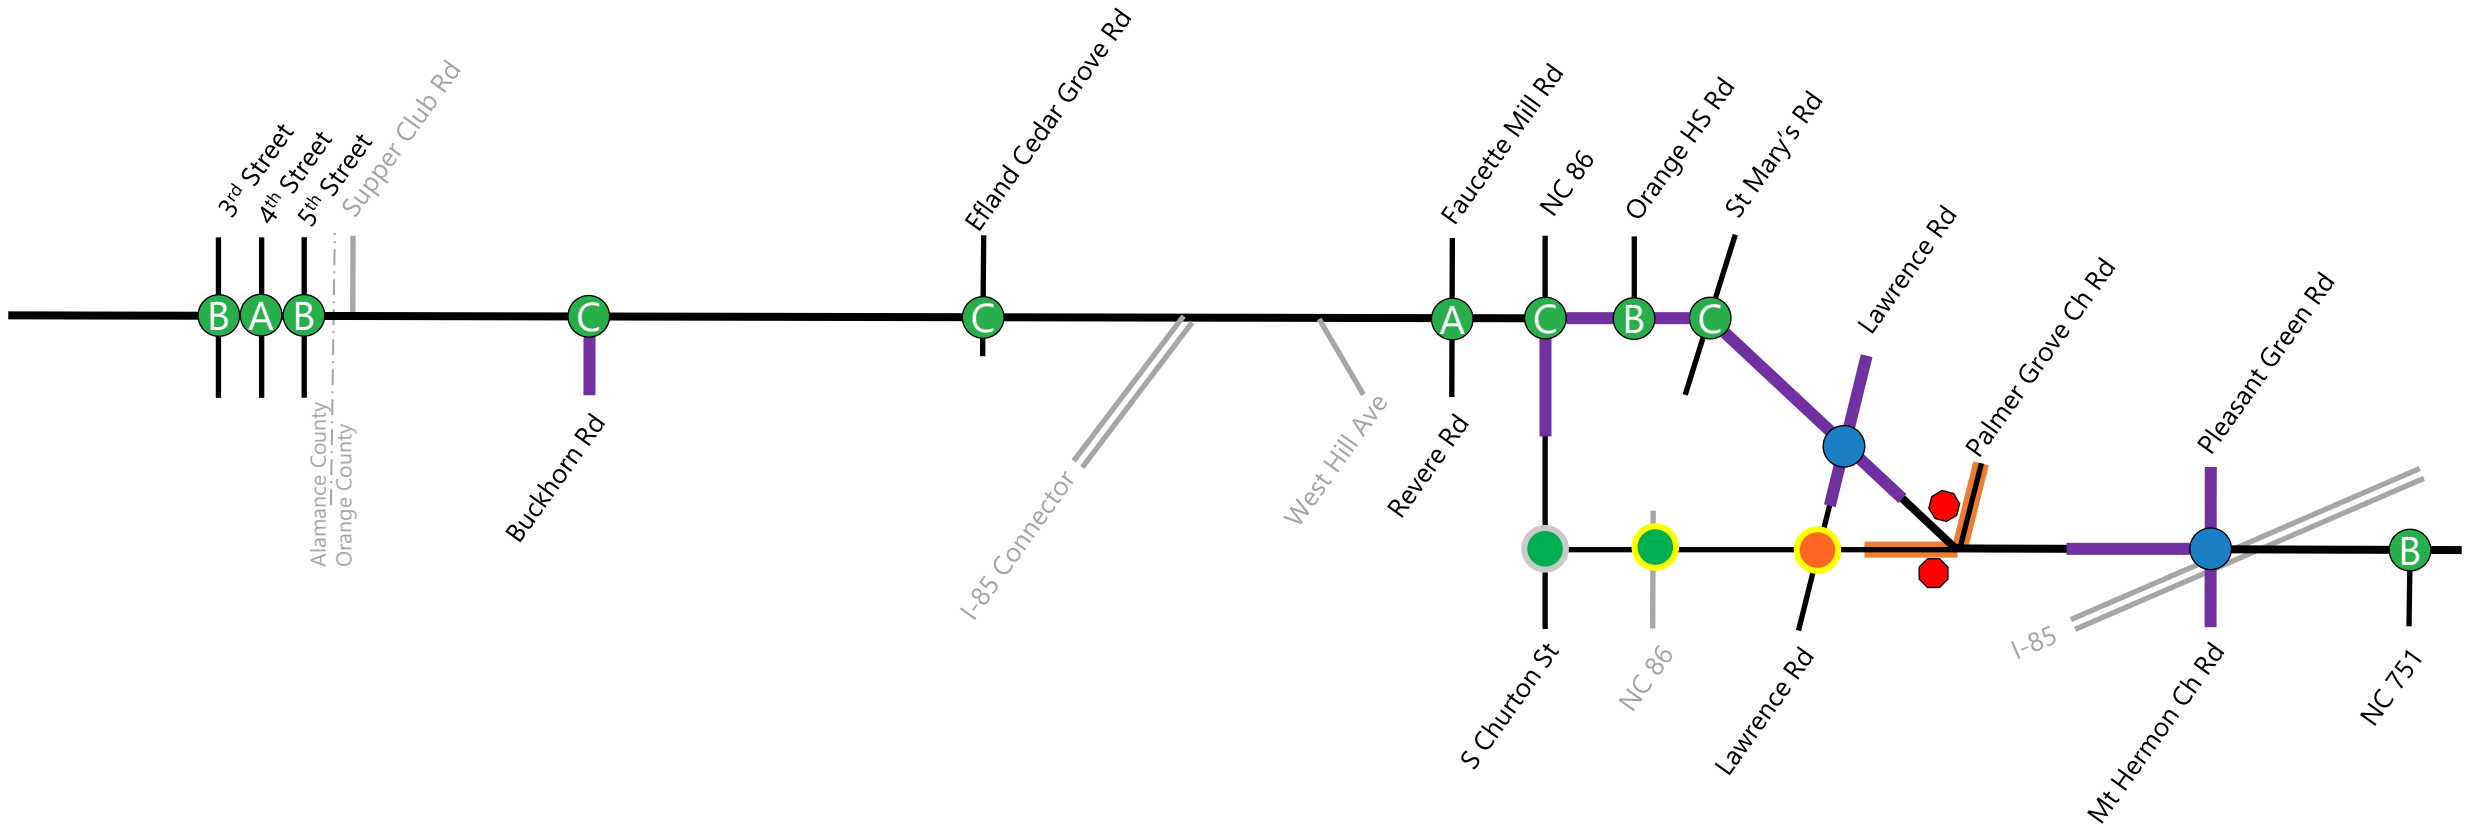 3rd Street
4th Street
5th Street
Supper Club Rd
Efland Cedar Grove Rd
Faucette Mill Rd
NC 86
Orange HS Rd
St Mary's Rd
Lawrence Rd
Palmer Grove Ch Rd
Pleasant Green Rd
B
A
B
C
C
A
C
B
C
Alamance County
Orange County
Buckhorn Rd
I-85 Connector
West Hill Ave
Revere Rd
B
S Churton St
NC 86
Lawrence Rd
I-85
Mt Hermon Ch Rd
NC 751